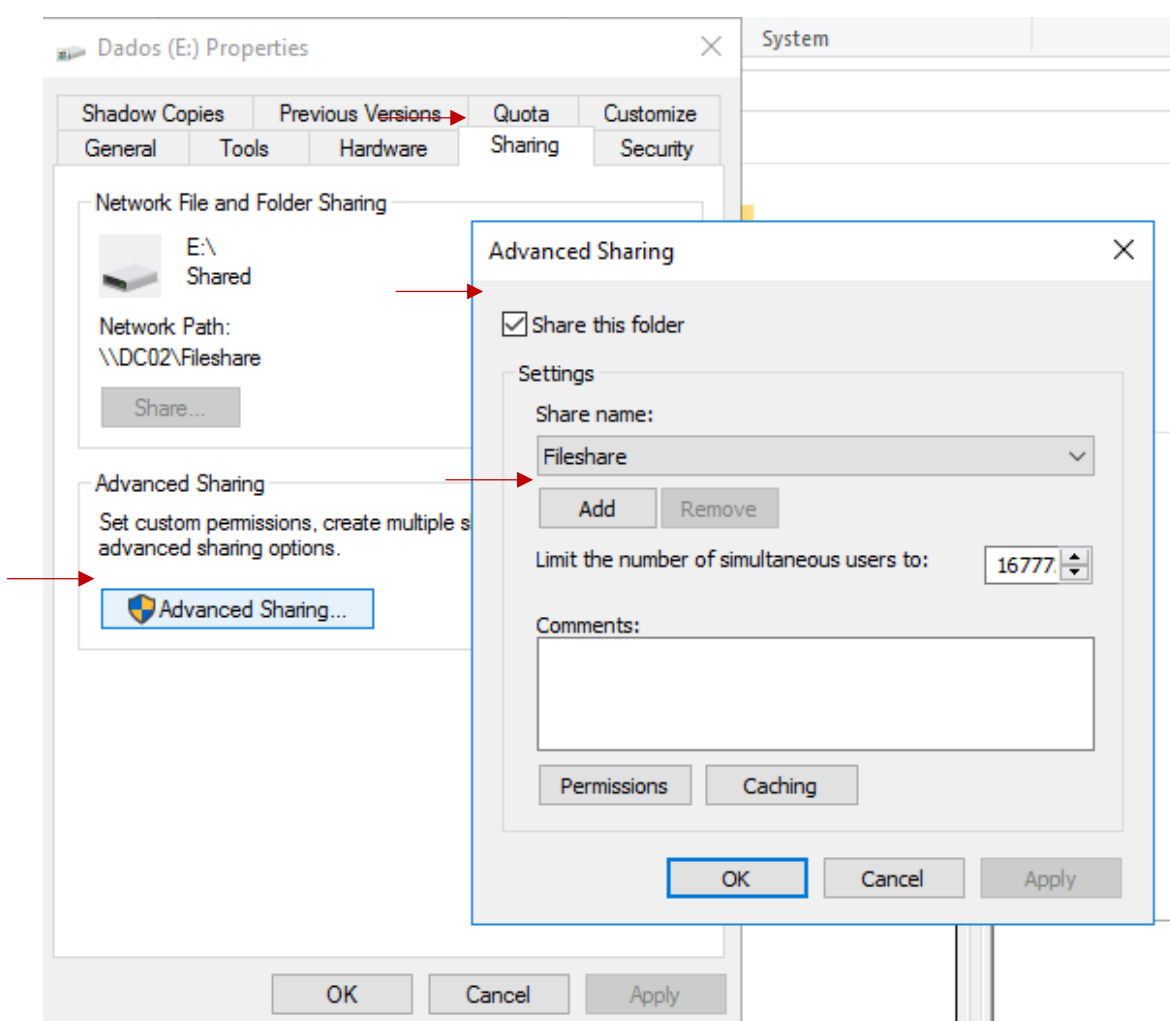 Dados (E:) Properties
System
Shadow Copies
Previous Versions
Quota
Customize
General
Tools
Hardware
Sharing
Security
Network File and Folder Sharing
E:\
Shared
Network Path:
\\DC02\Fileshare
Share...
Advanced Sharing
Set custom permissions, create multiple s
advanced sharing options.
Advanced Sharing...
OK
Cancel
Apply
Advanced Sharing
Share this folder
Settings
Share name:
Fileshare
Add
Remove
Limit the number of simultaneous users to:
16777
Comments:
Permissions
Caching
OK
Cancel
Apply